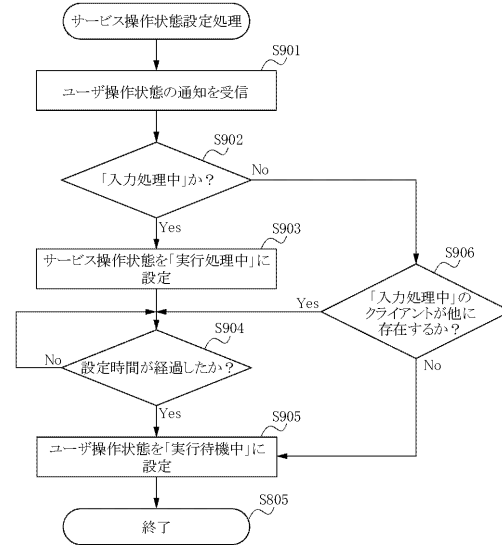 サービス操作状態設定処理
S901
ユーザ操作状態の通知を受信
S902
「入力処理中」か?
No
Yes
S903
サービス操作状態を「実行処理中」に
設定
S906
「入力処理中」の
クライアントが他に
存在するか?
Yes
No
S904
設定時間が経過したか?
No
Yes
S905
ユーザ操作状態を「実行待機中」に
設定
S805
終了